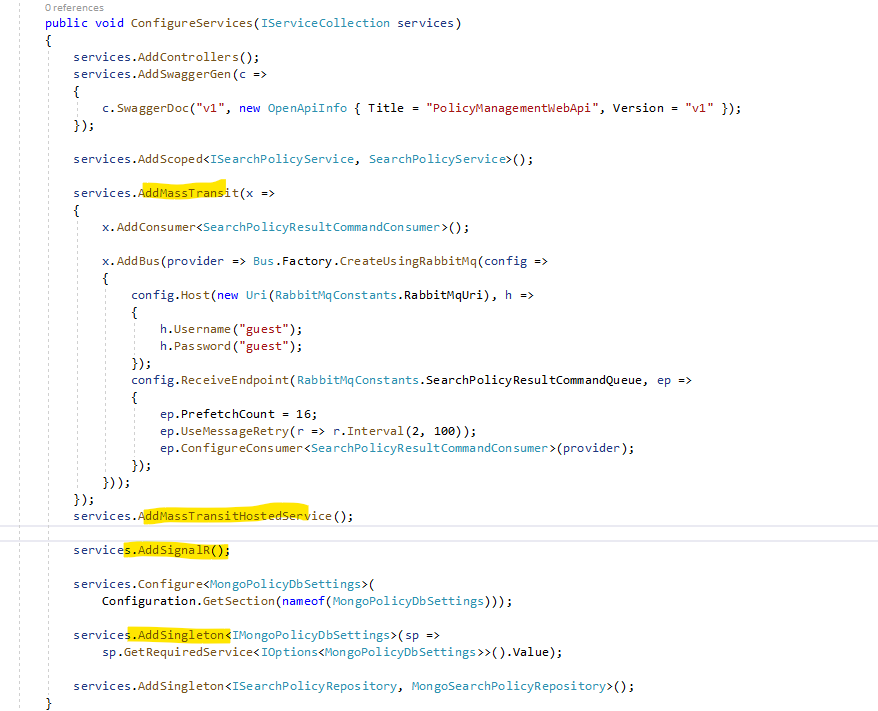 0 references
public void ConfigureServices(IServiceCollection services)
{
services.AddControllers();
services.AddSwaggerGen(c =>
{
c.SwaggerDoc("v1", new OpenApiInfo { Title = "PolicyManagementWebApi", Version = "v1" });
});
services.AddScoped<ISearchPolicyService, SearchPolicyService>();
services.AddMassTransit(x =>
{
x.AddConsumer<SearchPolicyResultCommandConsumer>();
x.AddBus(provider => Bus.Factory.CreateUsingRabbitMq(config =>
{
config.Host(new Uri(RabbitMqConstants.RabbitMqUri), h =>
{
h.Username("guest");
h.Password("guest");
});
config.ReceiveEndpoint(RabbitMqConstants.SearchPolicyResultCommandQueue, ep =>
{
ep.PrefetchCount = 16;
ep.UseMessageRetry(r => r.Interval(2, 100));
ep.ConfigureConsumer<SearchPolicyResultCommandConsumer>(provider);
});
}));
});
services.AddMassTransitHostedService();
services.AddSignalR();
services.Configure<MongoPolicyDbSettings>(
Configuration.GetSection(nameof(MongoPolicyDbSettings)));
services.AddSingleton<IMongoPolicyDbSettings>(sp =>
sp.GetRequiredService<IOptions<MongoPolicyDbSettings>>().Value);
services.AddSingleton<ISearchPolicyRepository, MongoSearchPolicyRepository>();
}